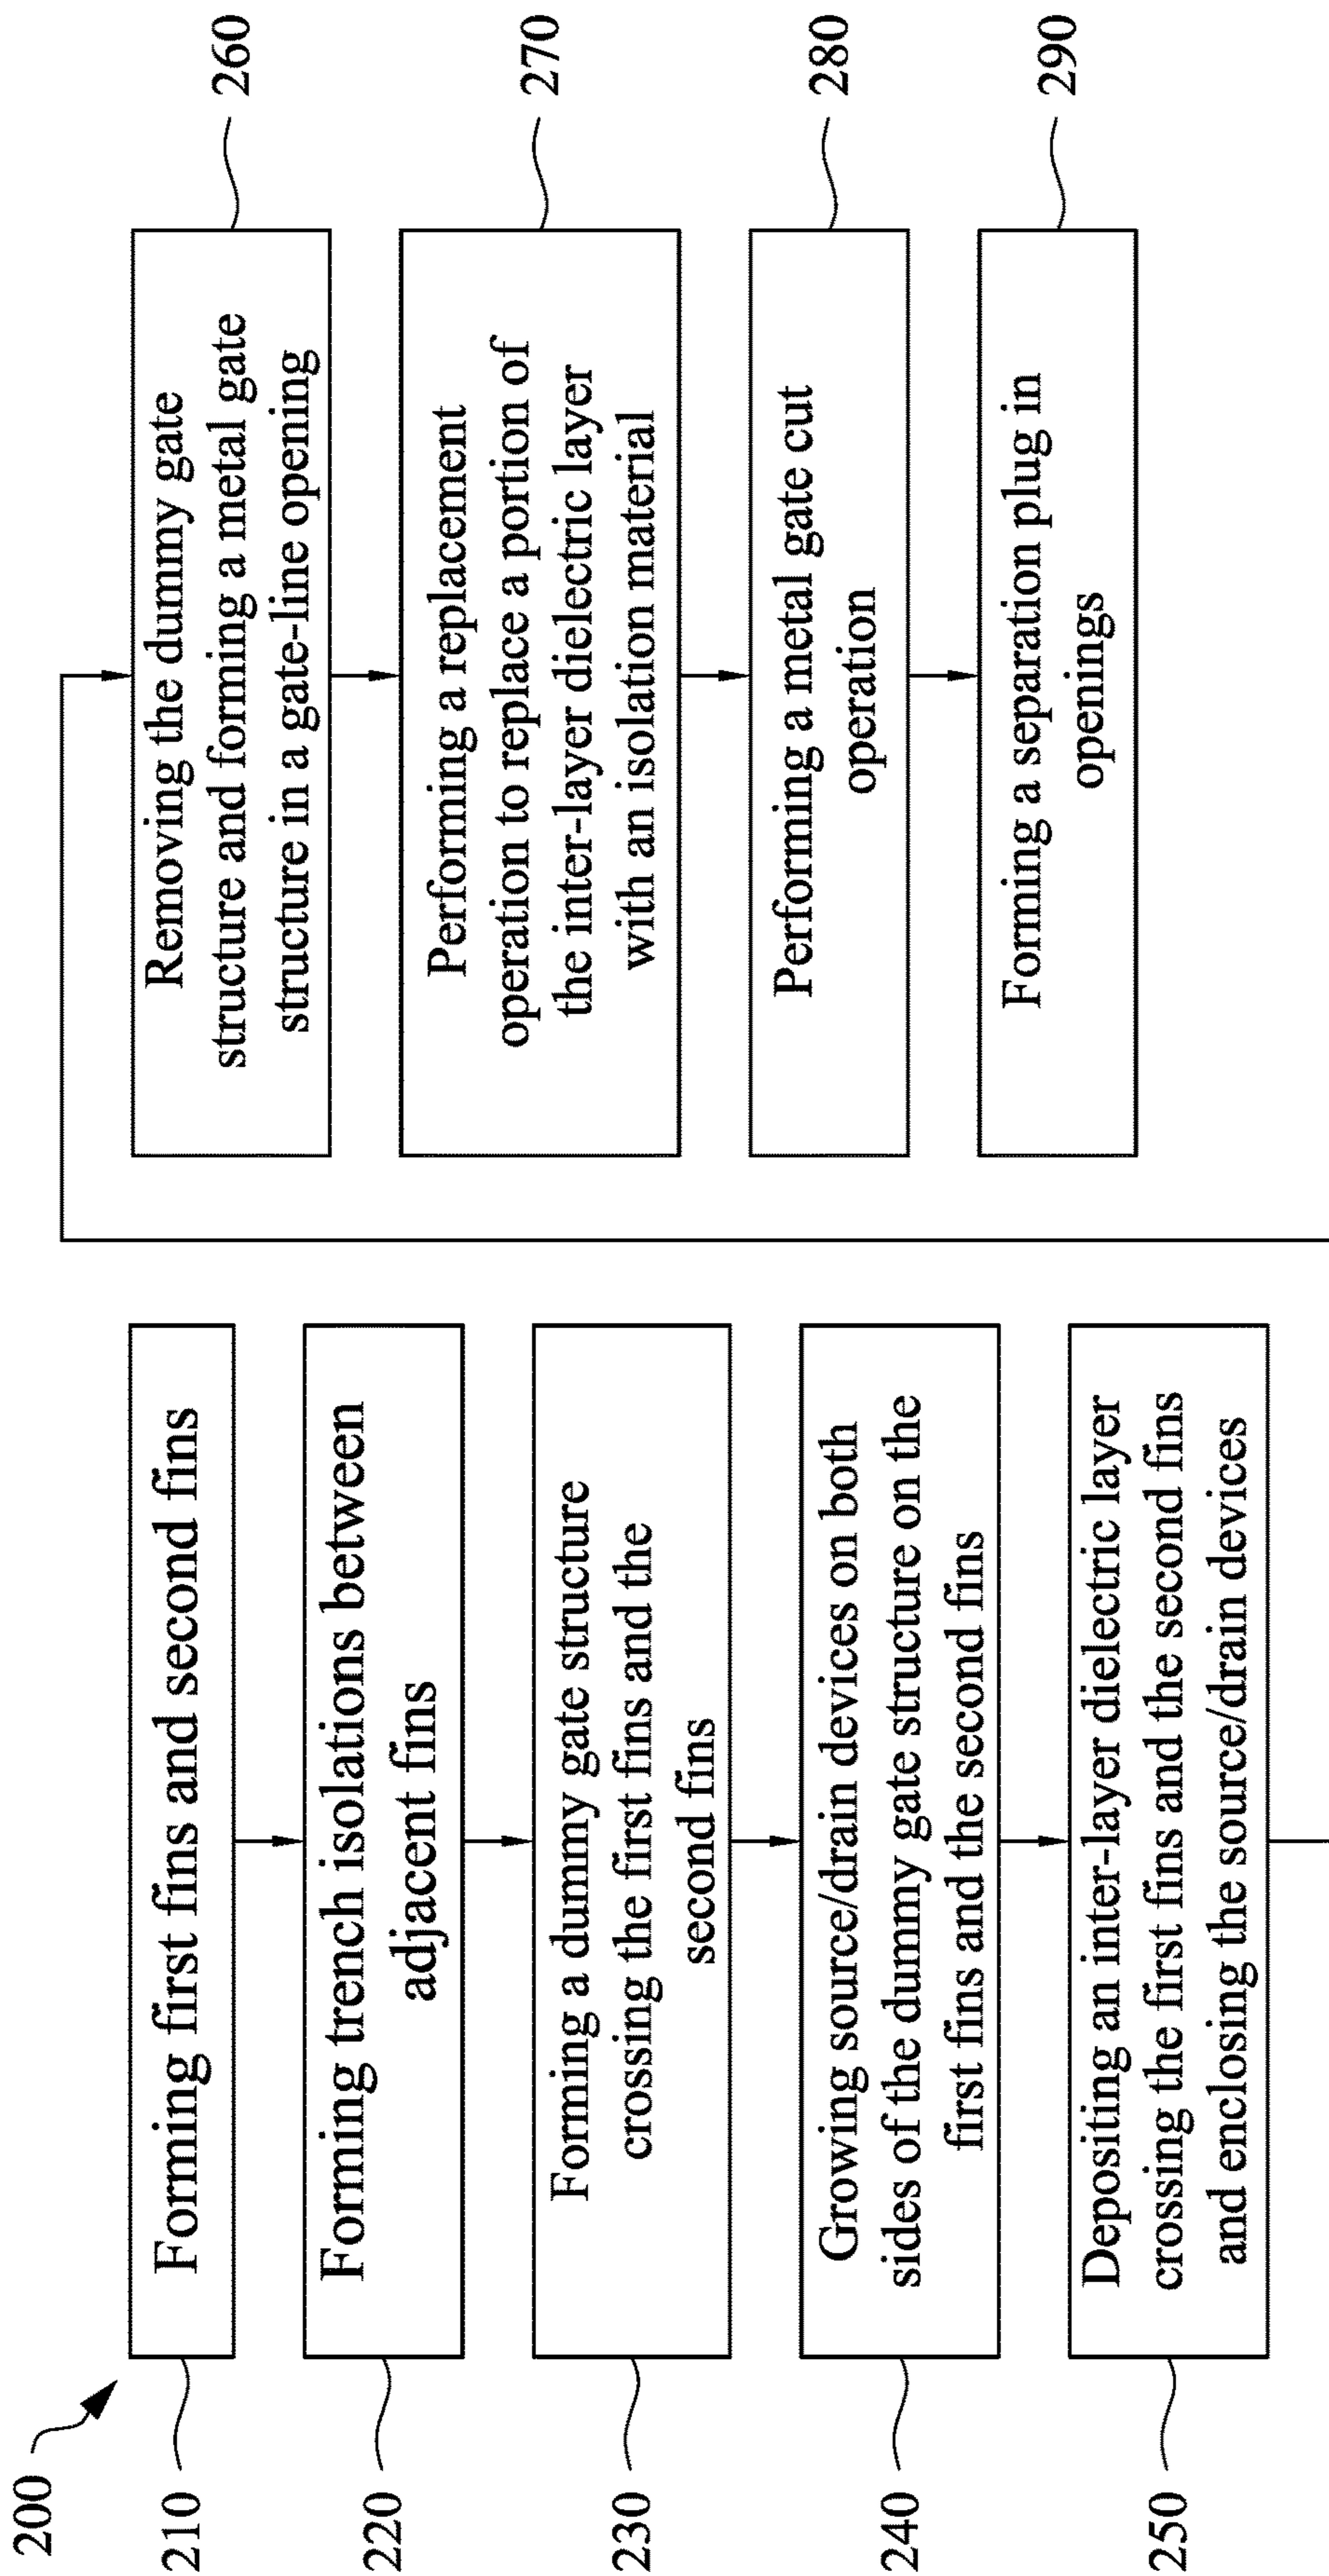 200
210
Forming first fins and second fins
220
Forming trench isolations between
adjacent fins
230
Forming a dummy gate structure
crossing the first fins and the
second fins
240
Growing source/drain devices on both
sides of the dummy gate structure on the
first fins and the second fins
250
Depositing an inter-layer dielectric layer
crossing the first fins and the second fins
and enclosing the source/drain devices
Removing the dummy gate
structure and forming a metal gate
structure in a gate-line opening
260
Performing a replacement
operation to replace a portion of
the inter-layer dielectric layer
with an isolation material
270
Performing a metal gate cut
operation
280
Forming a separation plug in
openings
290